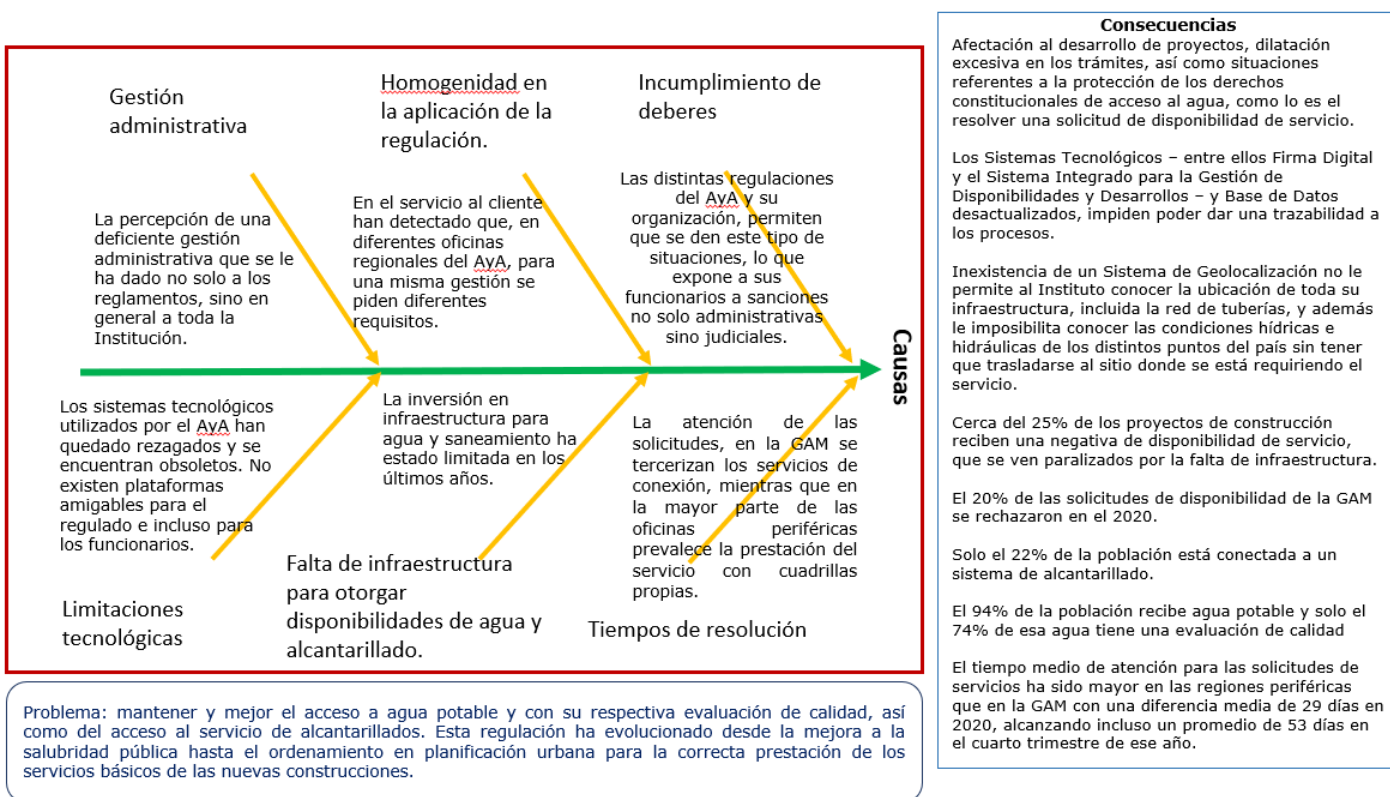 Gestión
administrativa
Homogenidad en
la aplicación de la
regulación.
Incumplimiento de
deberes
La percepción de una
deficiente gestión
administrativa que se le
ha dado no solo a los
reglamentos, sino en
general a toda la
Institución.
En el servicio al cliente
han detectado que, en
diferentes oficinas
regionales del AyA, para
una misma gestión se
piden diferentes
requisitos.
Las distintas regulaciones
del AyA y su
organización, permiten
que se den este tipo de
situaciones, lo que
expone a sus
funcionarios a sanciones
no solo administrativas
sino judiciales.
Causas
Los sistemas tecnológicos
utilizados por el AyA han
quedado rezagados y se
encuentran obsoletos. No
existen plataformas
amigables para el
regulado e incluso para
los funcionarios.
La inversión en
infraestructura para
agua y saneamiento ha
estado limitada en los
últimos años.
La atención de las
solicitudes, en la GAM se
tercerizan los servicios de
conexión, mientras que en
la mayor parte de las
oficinas periféricas
prevalece la prestación del
servicio con cuadrillas
propias.
Limitaciones
tecnológicas
Falta de infraestructura
para otorgar
disponibilidades de agua y
alcantarillado.
Tiempos de resolución
Problema: mantener y mejor el acceso a agua potable y con su respectiva evaluación de calidad, así
como del acceso al servicio de alcantarillados. Esta regulación ha evolucionado desde la mejora a la
salubridad pública hasta el ordenamiento en planificación urbana para la correcta prestación de los
servicios básicos de las nuevas construcciones.
Consecuencias
Afectación al desarrollo de proyectos, dilatación
excesiva en los trámites, así como situaciones
referentes a la protección de los derechos
constitucionales de acceso al agua, como lo es el
resolver una solicitud de disponibilidad de servicio.
Los Sistemas Tecnológicos – entre ellos Firma Digital
y el Sistema Integrado para la Gestión de
Disponibilidades y Desarrollos – y Base de Datos
desactualizados, impiden poder dar una trazabilidad a
los procesos.
Inexistencia de un Sistema de Geolocalización no le
permite al Instituto conocer la ubicación de toda su
infraestructura, incluida la red de tuberías, y además
le imposibilita conocer las condiciones hídricas e
hidráulicas de los distintos puntos del país sin tener
que trasladarse al sitio donde se está requiriendo el
servicio.
Cerca del 25% de los proyectos de construcción
reciben una negativa de disponibilidad de servicio,
que se ven paralizados por la falta de infraestructura.
El 20% de las solicitudes de disponibilidad de la GAM
se rechazaron en el 2020.
Solo el 22% de la población está conectada a un
sistema de alcantarillado.
El 94% de la población recibe agua potable y solo el
74% de esa agua tiene una evaluación de calidad
El tiempo medio de atención para las solicitudes de
servicios ha sido mayor en las regiones periféricas
que en la GAM con una diferencia media de 29 días en
2020, alcanzando incluso un promedio de 53 días en
el cuarto trimestre de ese año.